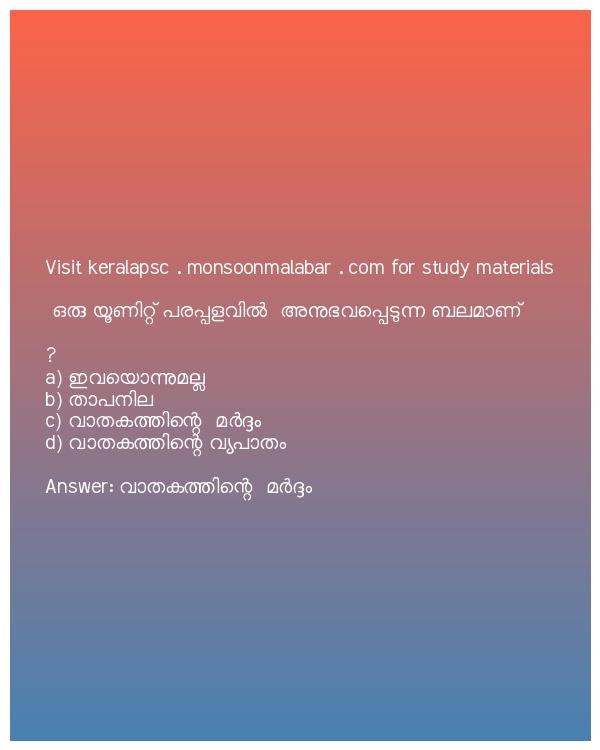 Visit keralapsc . monsoonmalabar . com for study materials
ഒരു യൂണിറ്റ് പരപ്പളവിൽ അനുഭവപ്പെടുന്ന ബലമാണ്
?
a) ഇവയൊന്നുമല്ല
b) താപനില
c) വാതകത്തിന്റെ മർദ്ദം
d) വാതകത്തിന്റെ വ്യപാതം
Answer: വാതകത്തിന്റെ മർദ്ദം